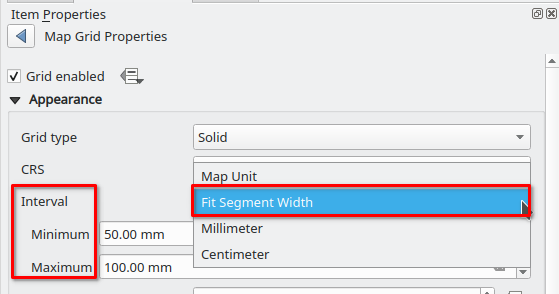 Item Properties
Map Grid Properties
Grid enabled
Appearance
Grid type Solid
CRS
Map Unit
Interval Fit Segment Width
Millimeter
Minimum 50.00 mm
Centimeter
Maximum 100.00 mm